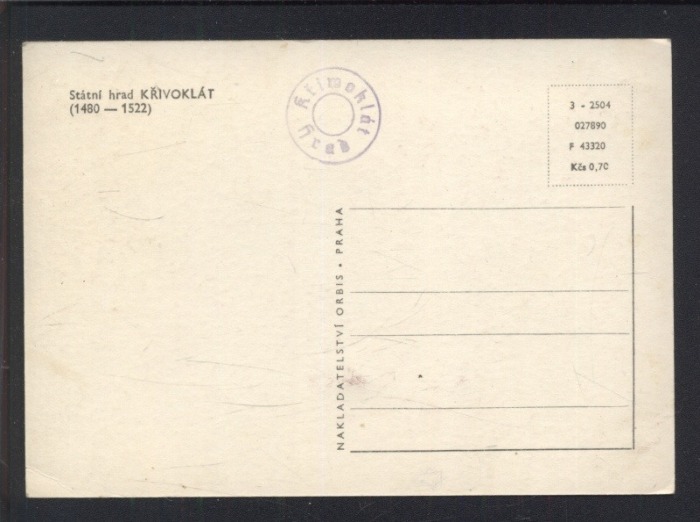 Státní hrad KŘIVOKLÁT
(1480 — 1522)
hrad Křivoklát
3 - 2504
027890
F 43320
Kčs 0,70
NAKLADATELSTVÍ ORBIS • PRAHA